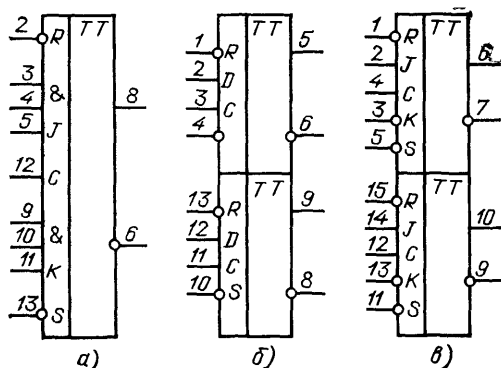 2 R TT
3
4 & 8
5 J
12 C
9
10 & 6
11 K
13 S
а)
1 R TT 5
2 D
3 C
4 6
13 R TT 9
12 D
11 C
10 S 8
б)
1 R TT
2 J 6
4 C
3 K 7
5 S
15 R TT
14 J 10
12 C
13 K 9
11 S
в)